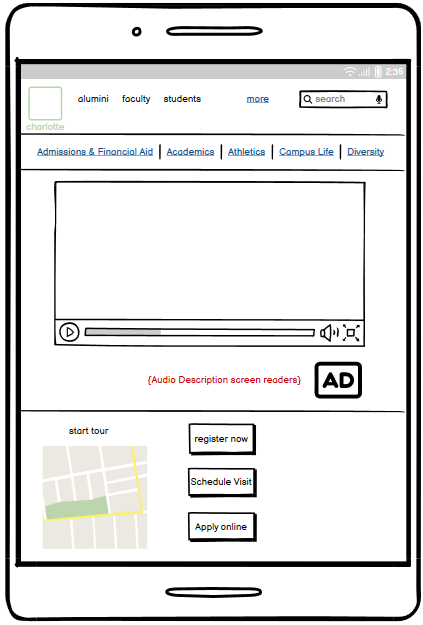 2:35
alumini faculty students more search
charlotte
Admissions & Financial Aid Academics Athletics Campus Life Diversity
{Audio Description screen readers} AD
start tour
register now
Schedule Visit
Apply online